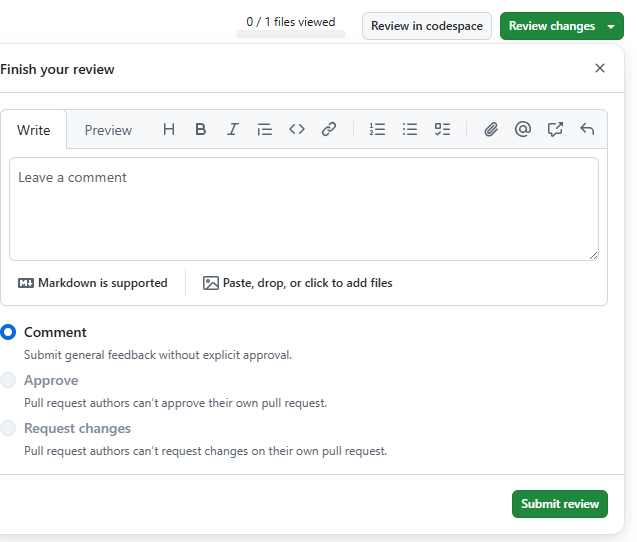 0 / 1 files viewed
Review in codespace
Review changes
Finish your review
Write
Preview
Leave a comment
Markdown is supported
Paste, drop, or click to add files
Comment
Submit general feedback without explicit approval.
Approve
Pull request authors can’t approve their own pull request.
Request changes
Pull request authors can’t request changes on their own pull request.
Submit review